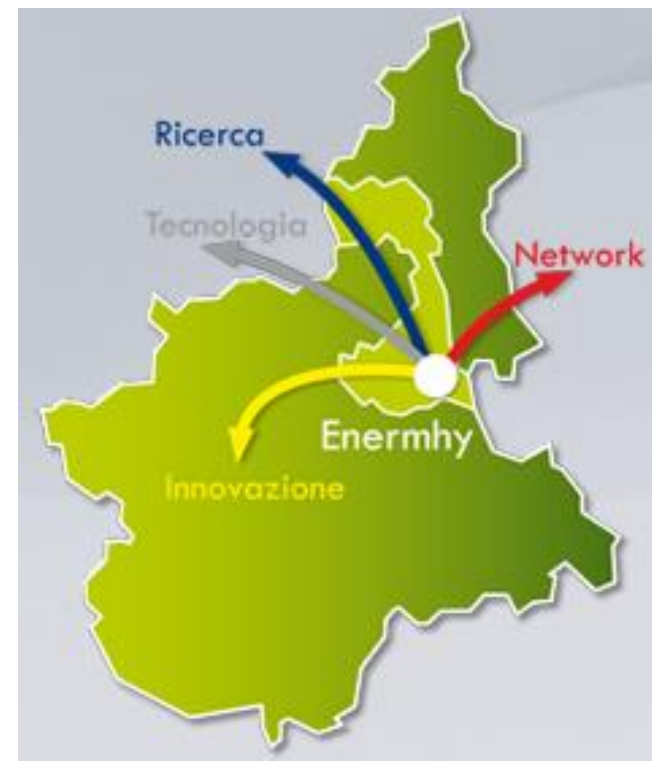 Ricerca
Tecnologia
Network
Enermhy
Innovazione